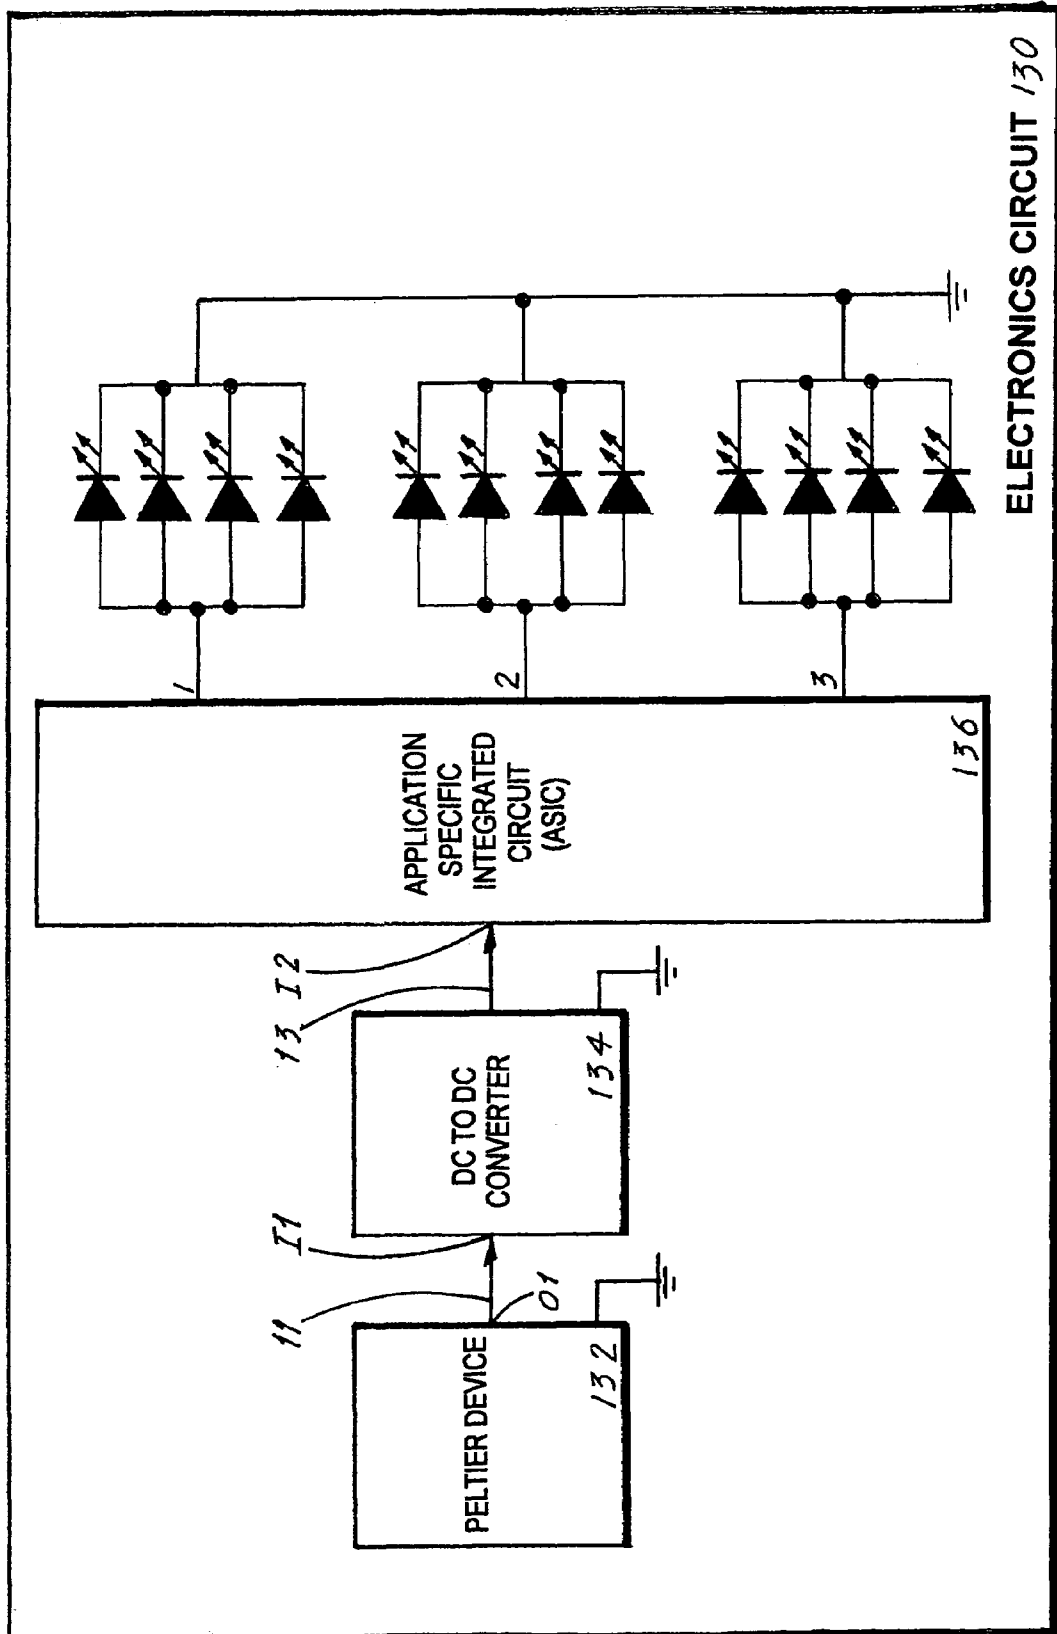 PELTIER DEVICE
132
01
11
I1
DC TO DC
CONVERTER
134
13
I2
APPLICATION
SPECIFIC
INTEGRATED
CIRCUIT
(ASIC)
136
1
2
3
ELECTRONICS CIRCUIT 130